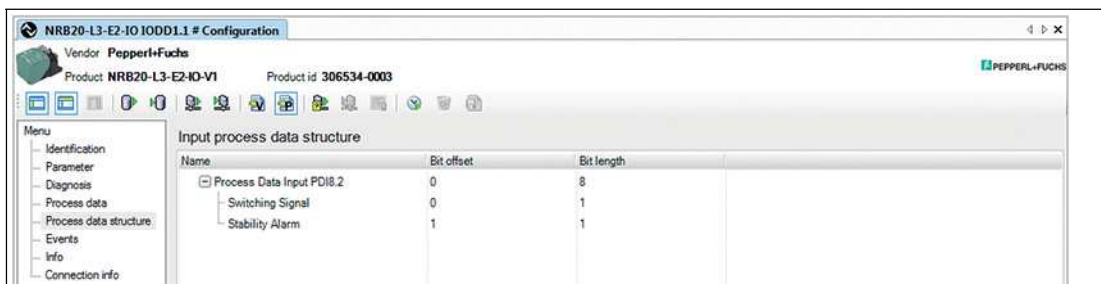 NRB20-L3-E2-IO IODD1.1 # Configuration
Vendor Pepperl+Fuchs
Product NRB20-L3-E2-IO-V1 Product id 306534-0003
PEPPERL+FUCHS
Menu
Identification
Parameter
Diagnosis
Process data
Process data structure
Events
Info
Connection info
Input process data structure
Name Bit offset Bit length
Process Data Input PDI8.2 0 8
Switching Signal 0 1
Stability Alarm 1 1